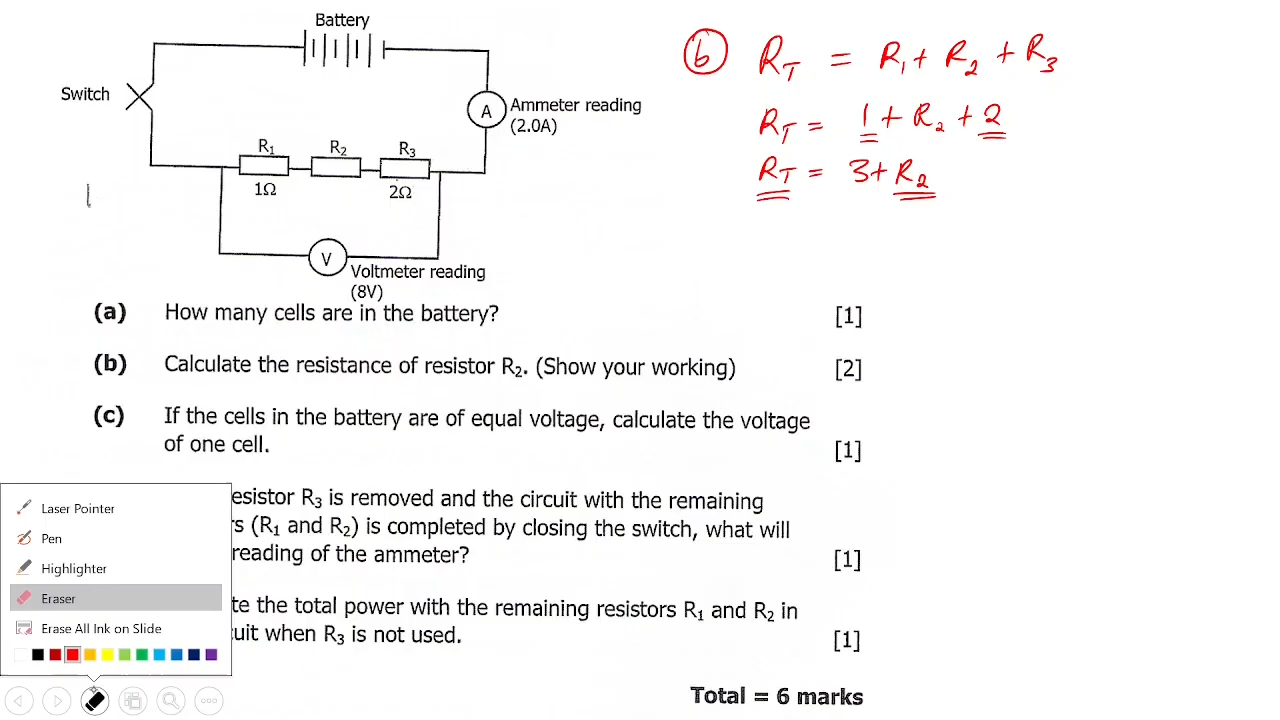 Battery
Switch
A
Ammeter reading
(2.0A)
R1
R2
R3
1Ω
2Ω
V
Voltmeter reading
(8V)
(a) How many cells are in the battery? [1]
(b) Calculate the resistance of resistor R2. (Show your working) [2]
(c) If the cells in the battery are of equal voltage, calculate the voltage
of one cell. [1]
esistor R3 is removed and the circuit with the remaining
rs (R1 and R2) is completed by closing the switch, what will
reading of the ammeter? [1]
te the total power with the remaining resistors R1 and R2 in
cuit when R3 is not used. [1]
Total = 6 marks
b RT = R1 + R2 + R3
RT = 1 + R2 + 2
RT = 3 + R2
Laser Pointer
Pen
Highlighter
Eraser
Erase All Ink on Slide